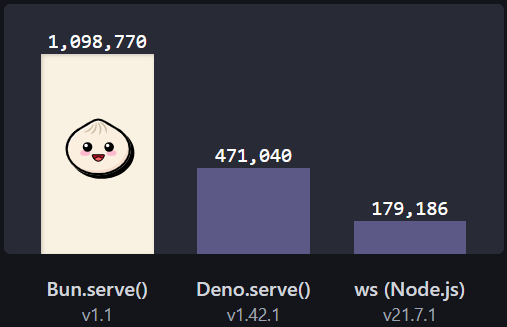 1,098,770
471,040
179,186
Bun.serve() Deno.serve() ws (Node.js)
v1.1 v1.42.1 v21.7.1